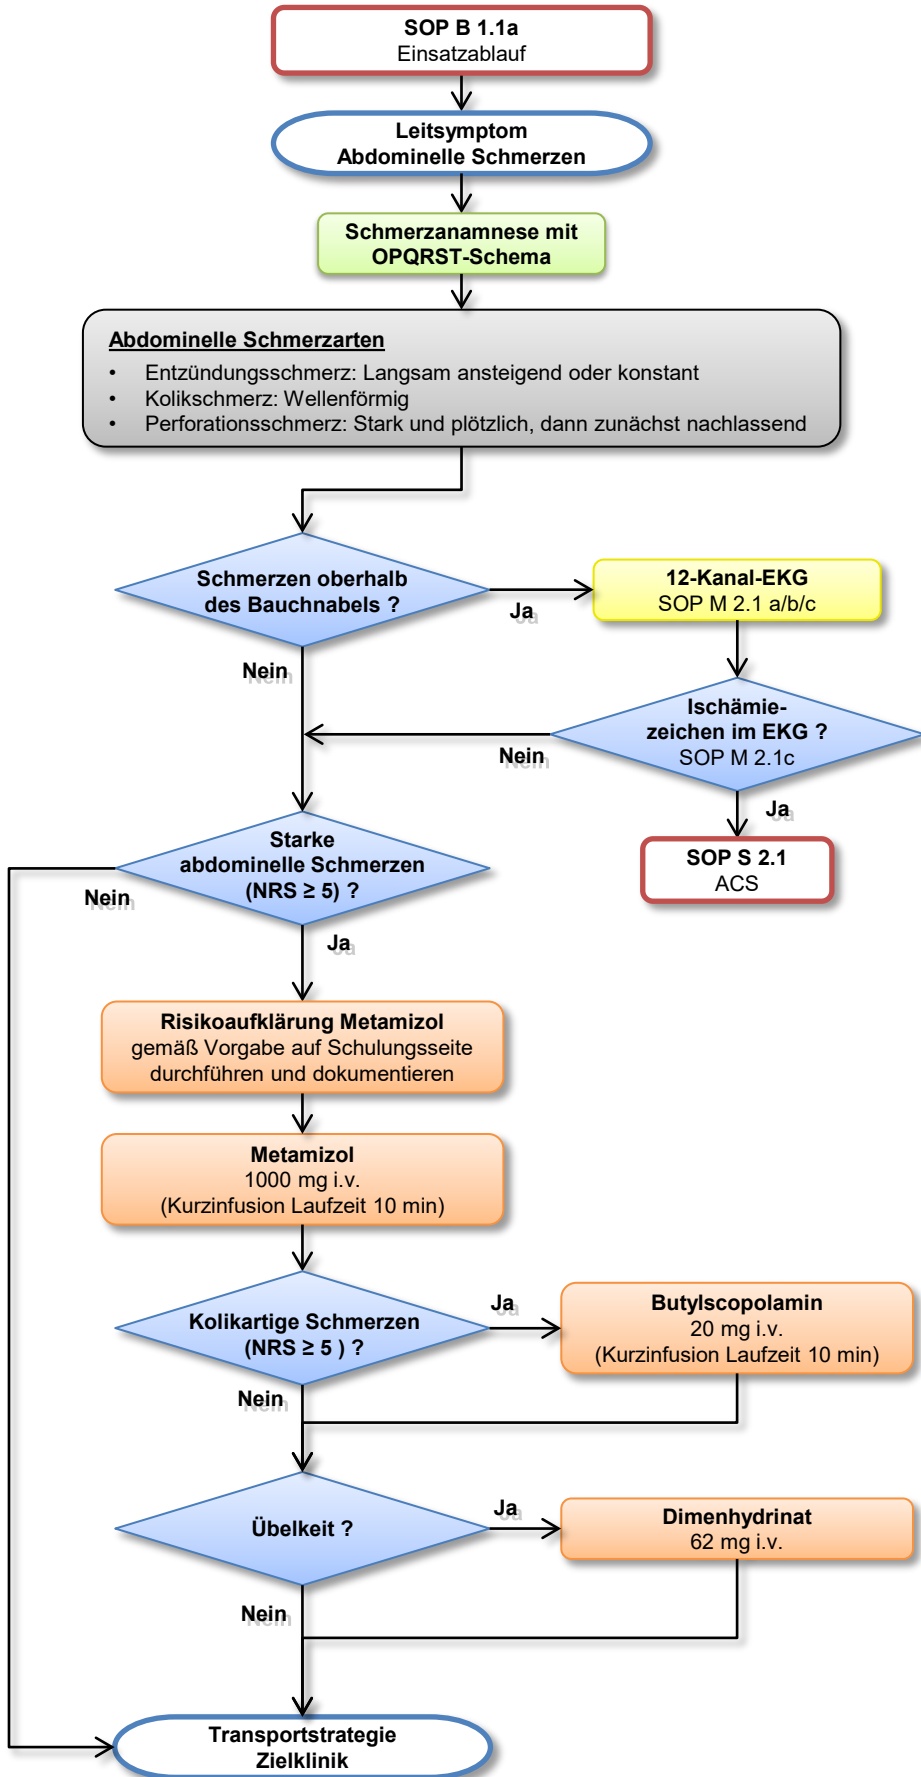 SOP B 1.1a
Einsatzablauf
Leitsymptom
Abdominelle Schmerzen
Schmerzanamnese mit
OPQRST-Schema
Abdominelle Schmerzarten
• Entzündungsschmerz: Langsam ansteigend oder konstant
• Kolikschmerz: Wellenförmig
• Perforationsschmerz: Stark und plötzlich, dann zunächst nachlassend
Schmerzen oberhalb
des Bauchnabels ?
Ja
12-Kanal-EKG
SOP M 2.1 a/b/c
Nein
Ischämie-
zeichen im EKG ?
SOP M 2.1c
Nein
Ja
SOP S 2.1
ACS
Starke
abdominelle Schmerzen
(NRS ≥ 5) ?
Nein
Ja
Risikoaufklärung Metamizol
gemäß Vorgabe auf Schulungsseite
durchführen und dokumentieren
Metamizol
1000 mg i.v.
(Kurzinfusion Laufzeit 10 min)
Kolikartige Schmerzen
(NRS ≥ 5 ) ?
Ja
Butylscopolamin
20 mg i.v.
(Kurzinfusion Laufzeit 10 min)
Nein
Übelkeit ?
Ja
Dimenhydrinat
62 mg i.v.
Nein
Transportstrategie
Zielklinik